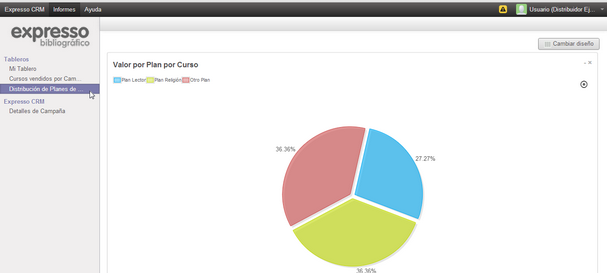 Expresso CRM Informes Ayuda Usuario (Distribuidor Ej...
expresso
bibliográfico
Cambiar diseño
Tableros
Mi Tablero
Cursos vendidos por Cam...
Distribución de Planes de ...
Expresso CRM
Detalles de Campaña
Valor por Plan por Curso
Plan Lector Plan Religión Otro Plan
36.36%
27.27%
36.36%